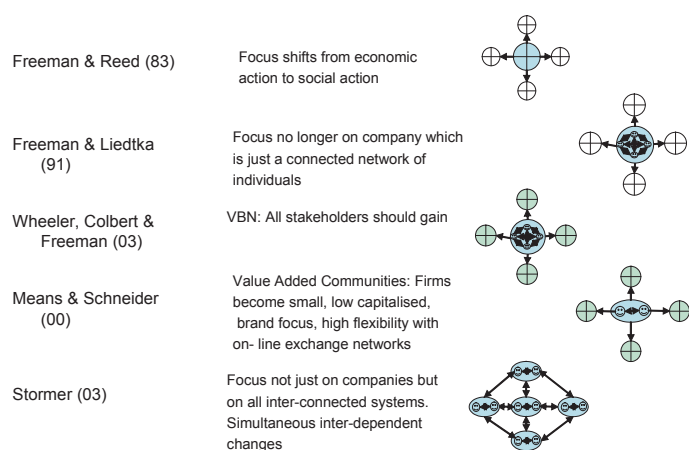 Freeman & Reed (83)
Focus shifts from economic
action to social action
Freeman & Liedtka
(91)
Focus no longer on company which
is just a connected network of
individuals
Wheeler, Colbert &
Freeman (03)
VBN: All stakeholders should gain
Means & Schneider
(00)
Value Added Communities: Firms
become small, low capitalised,
brand focus, high flexibility with
on- line exchange networks
Stormer (03)
Focus not just on companies but
on all inter-connected systems.
Simultaneous inter-dependent
changes